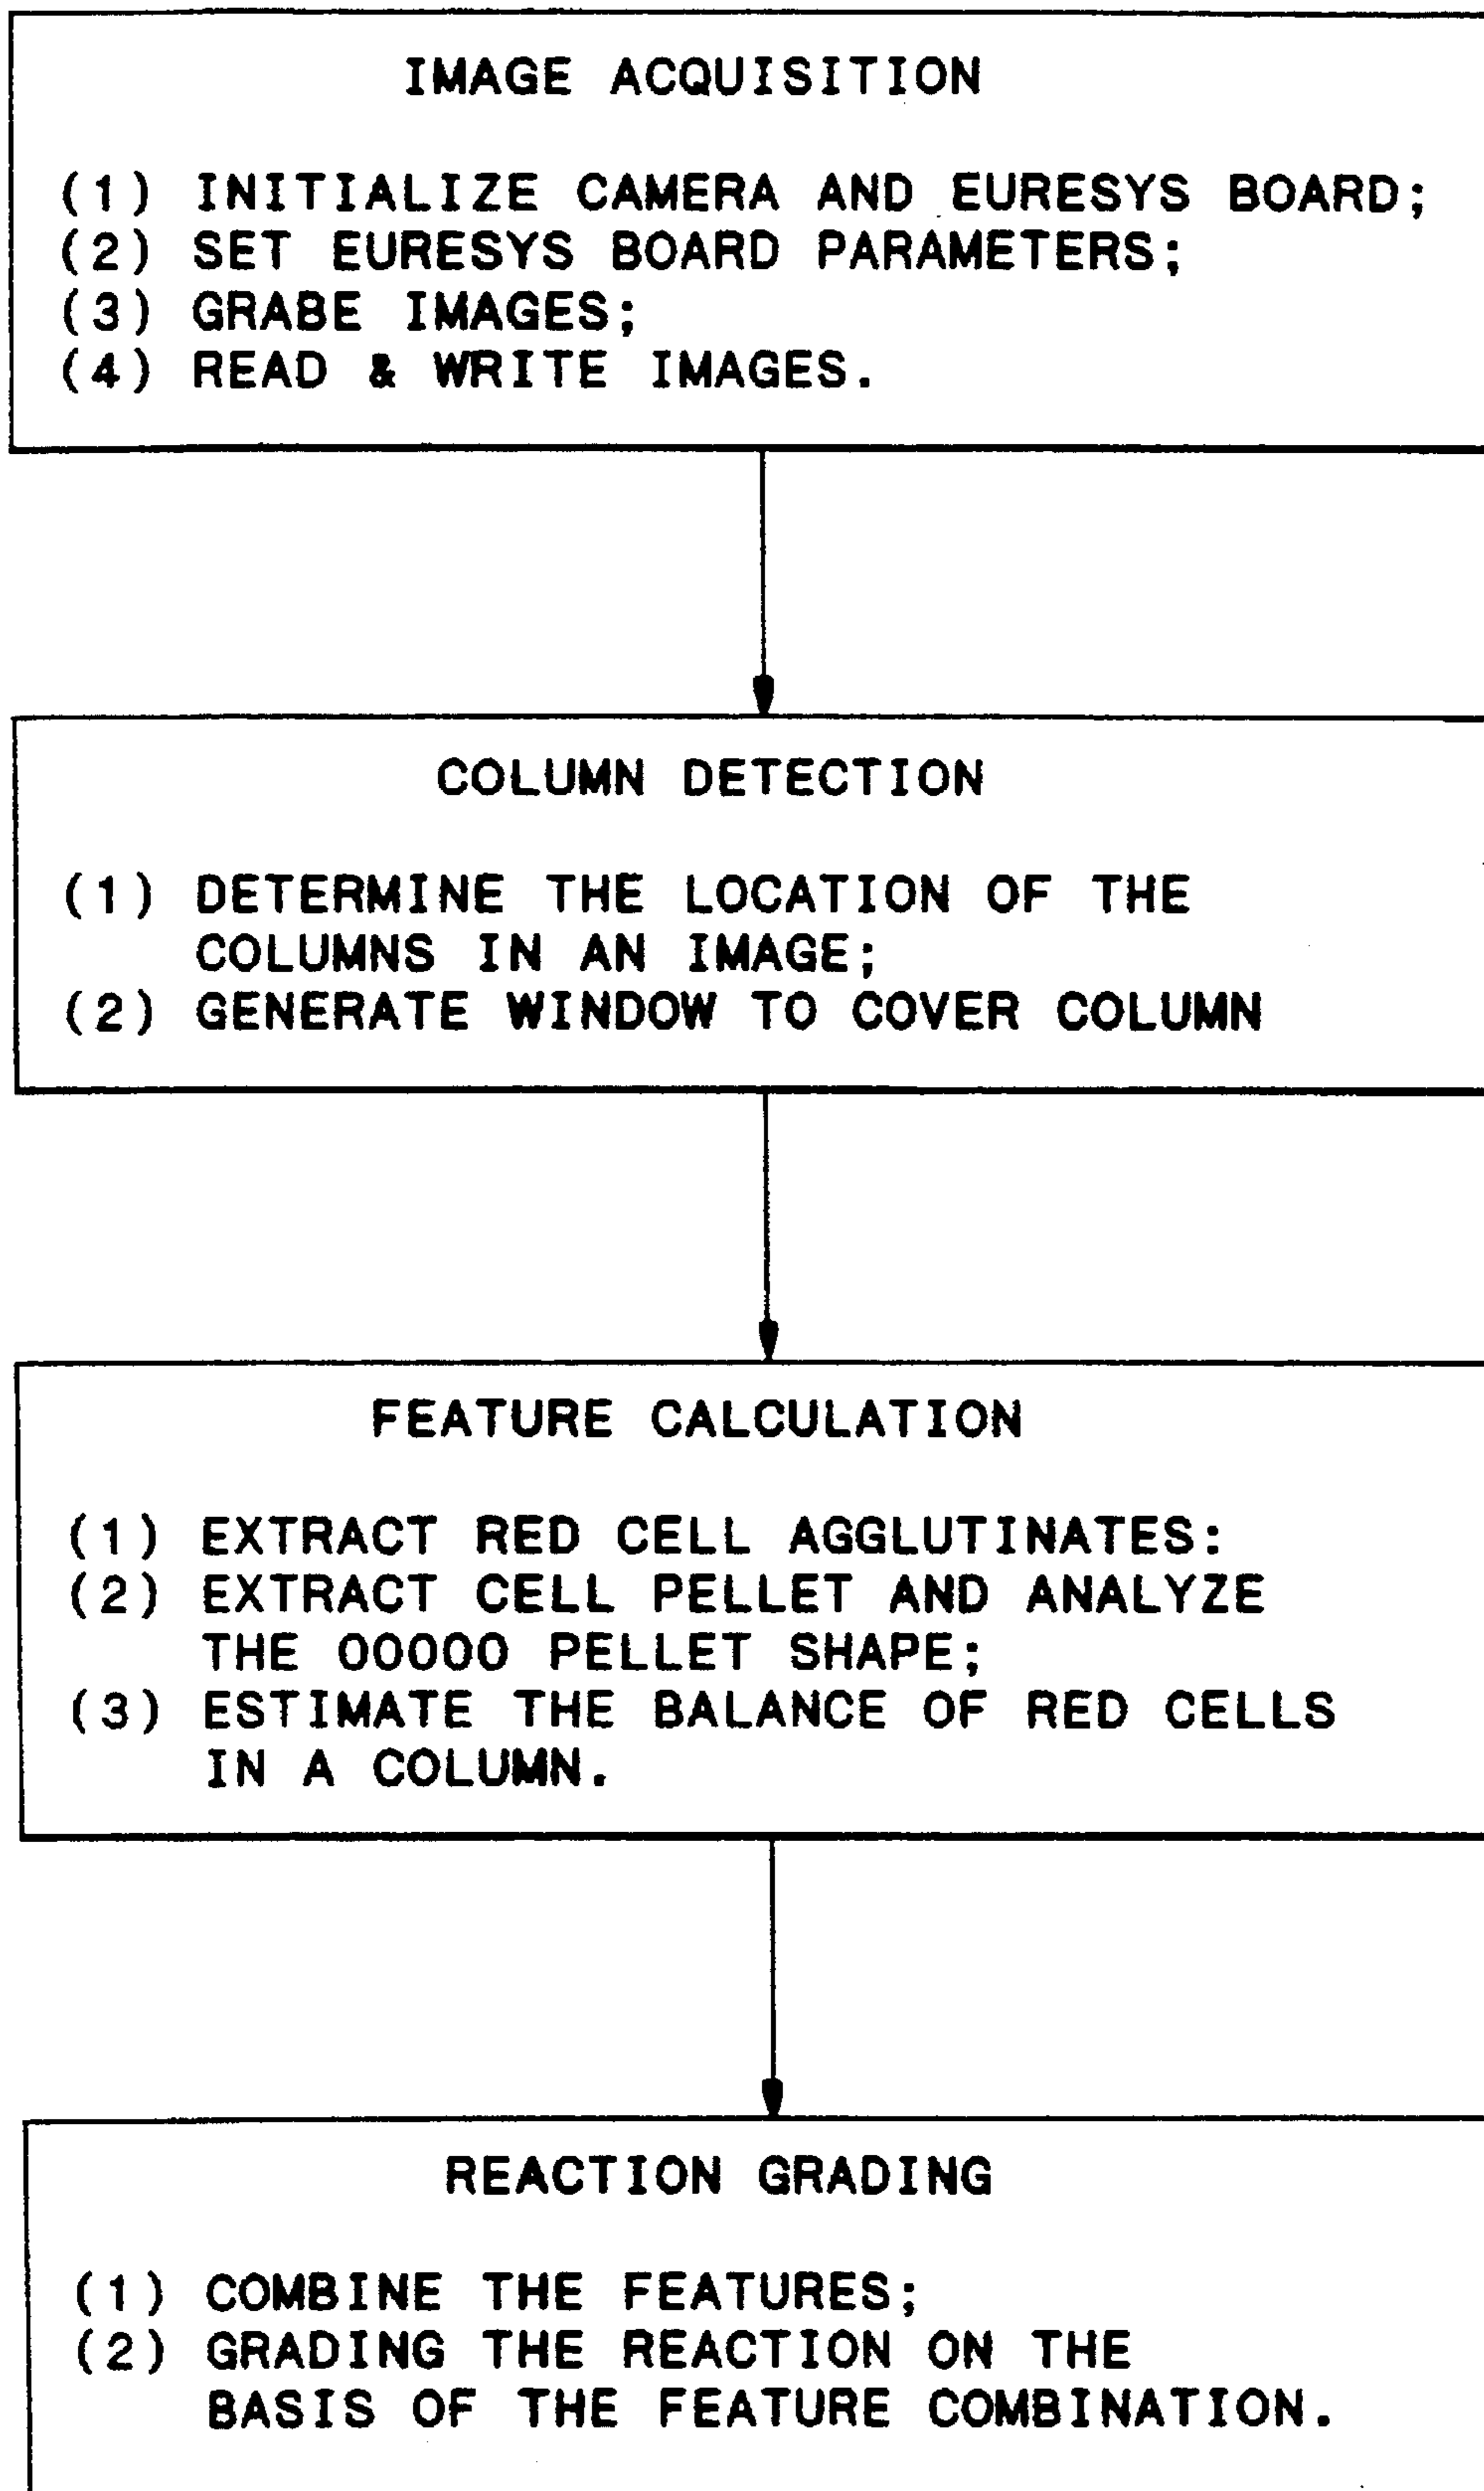 IMAGE ACQUISITION
(1) INITIALIZE CAMERA AND EURESYS BOARD;
(2) SET EURESYS BOARD PARAMETERS;
(3) GRABE IMAGES;
(4) READ & WRITE IMAGES.
COLUMN DETECTION
(1) DETERMINE THE LOCATION OF THE
COLUMNS IN AN IMAGE;
(2) GENERATE WINDOW TO COVER COLUMN
FEATURE CALCULATION
(1) EXTRACT RED CELL AGGLUTINATES:
(2) EXTRACT CELL PELLET AND ANALYZE
THE 00000 PELLET SHAPE;
(3) ESTIMATE THE BALANCE OF RED CELLS
IN A COLUMN.
REACTION GRADING
(1) COMBINE THE FEATURES;
(2) GRADING THE REACTION ON THE
BASIS OF THE FEATURE COMBINATION.